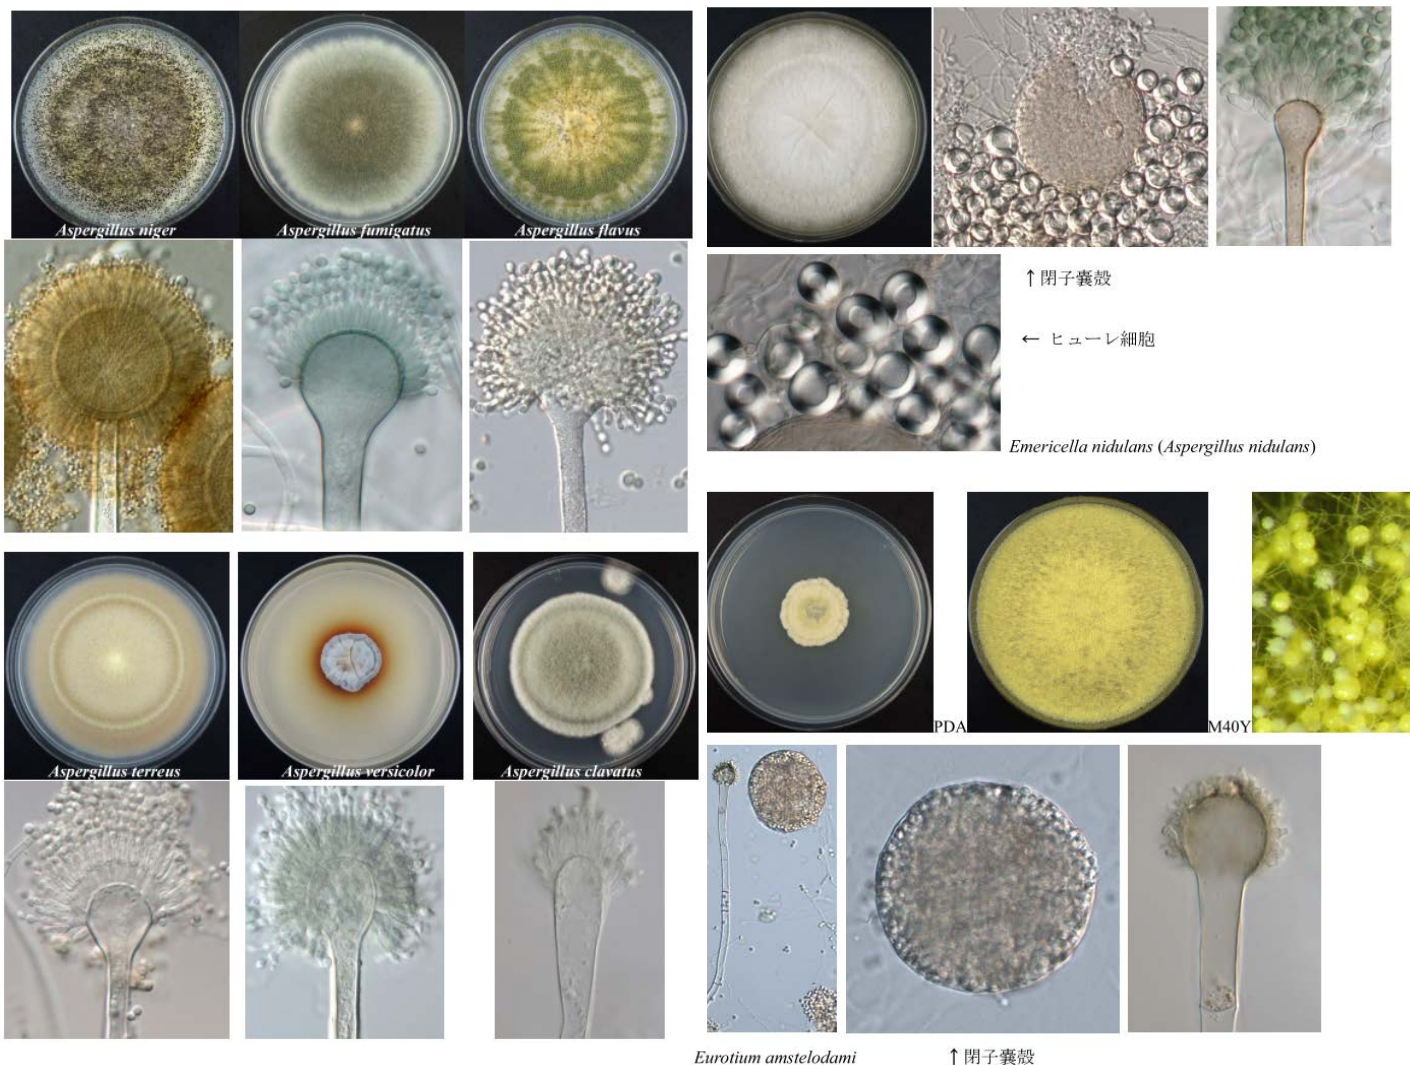 Aspergillus niger
Aspergillus fumigatus
Aspergillus flavus
↑閉子嚢殻
← ヒューレ細胞
Emericella nidulans (Aspergillus nidulans)
Aspergillus terreus
Aspergillus versicolor
Aspergillus clavatus
PDA
M40Y
Eurotium amstelodami
↑閉子嚢殻